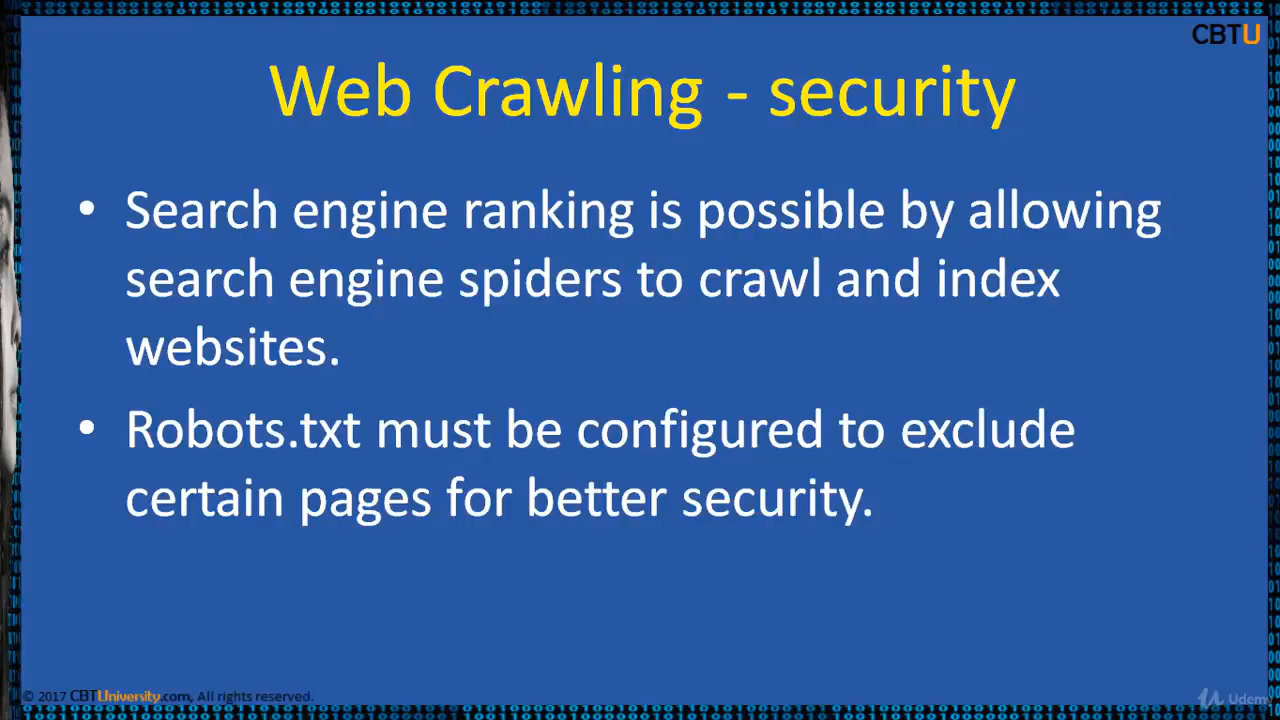 CBTU
Web Crawling - security
• Search engine ranking is possible by allowing
search engine spiders to crawl and index
websites.
• Robots.txt must be configured to exclude
certain pages for better security.
© 2017 CBTUniversity.com, All rights reserved.
Udemy